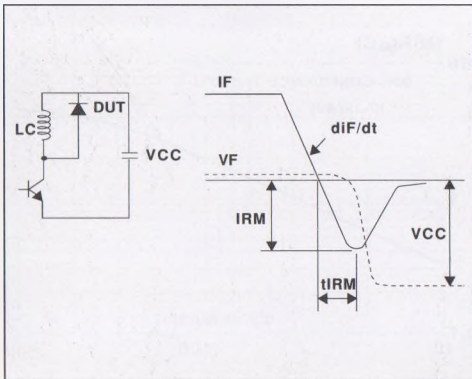 IF
diF/dt
DUT
LC
VCC
VF
IRM
VCC
tIRM